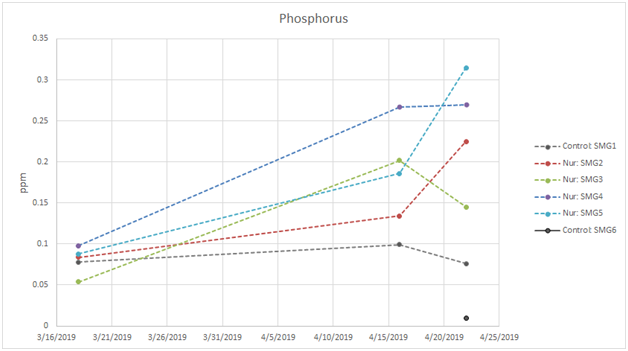 Phosphorus
0.35
0.3
0.25
0.2
0.15
0.1
0.05
0
ppm
3/16/2019 3/21/2019 3/26/2019 3/31/2019 4/5/2019 4/10/2019 4/15/2019 4/20/2019 4/25/2019
Control: SMG1
Nur: SMG2
Nur: SMG3
Nur: SMG4
Nur: SMG5
Control: SMG6